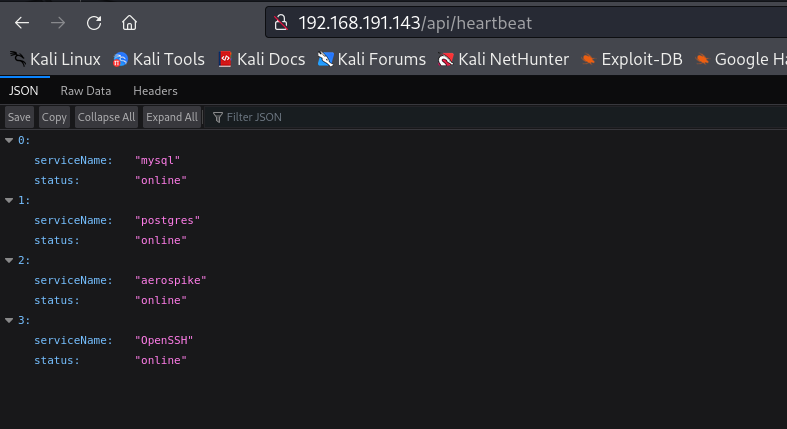 192.168.191.143/api/heartbeat
Kali Linux Kali Tools Kali Docs Kali Forums Kali NetHunter Exploit-DB Google Ha
JSON Raw Data Headers
Save Copy Collapse All Expand All Filter JSON
0:
serviceName: "mysql"
status: "online"
1:
serviceName: "postgres"
status: "online"
2:
serviceName: "aerospike"
status: "online"
3:
serviceName: "OpenSSH"
status: "online"